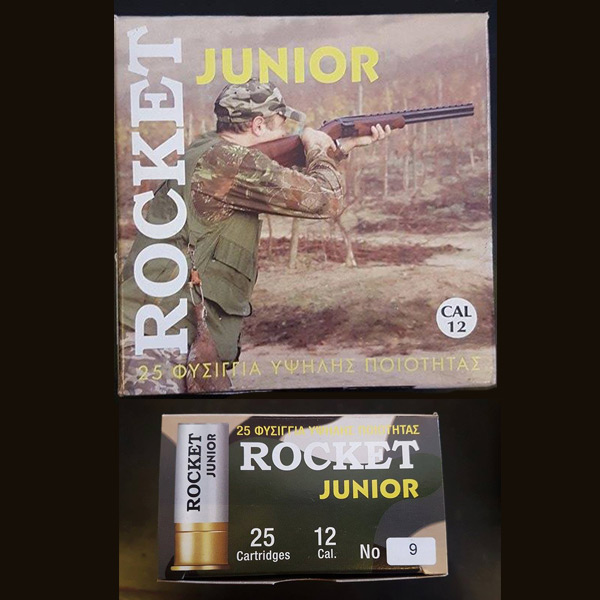 ROCKET
JUNIOR
CAL
12
25 ΦΥΣΙΓΓΙΑ ΥΨΗΛΗΣ ΠΟΙΟΤΗΤΑΣ
ROCKET
JUNIOR
25 ΦΥΣΙΓΓΙΑ ΥΨΗΛΗΣ ΠΟΙΟΤΗΤΑΣ
ROCKET
JUNIOR
25 12
Cartridges Cal. No 9